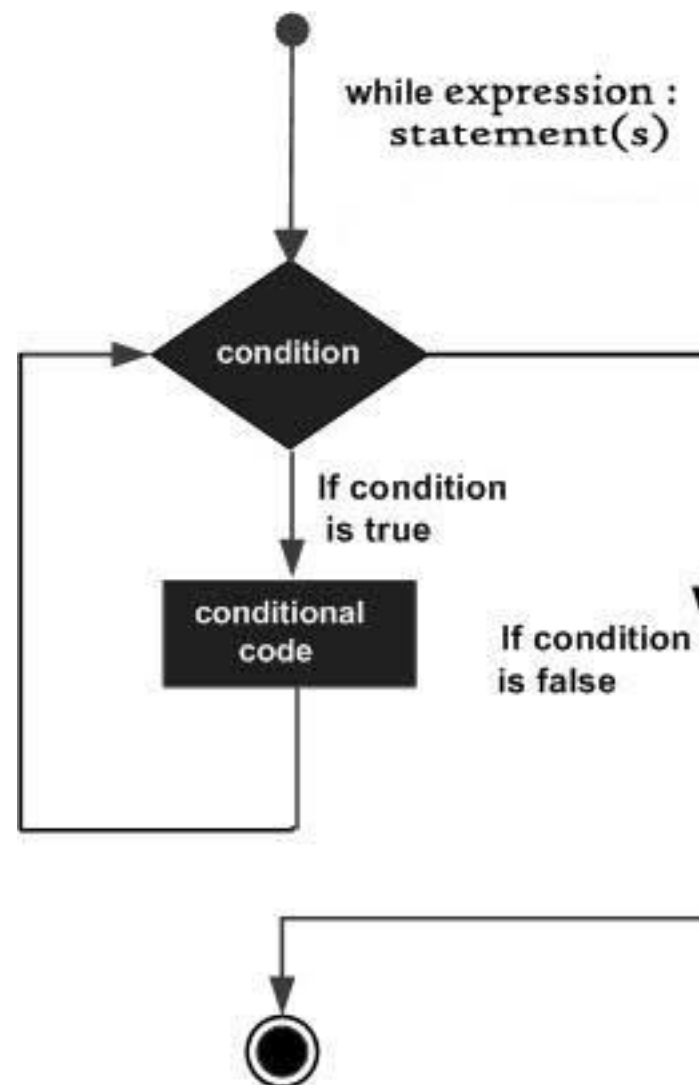 while expression :
statement(s)
condition
If condition
is true
conditional
code
If condition
is false